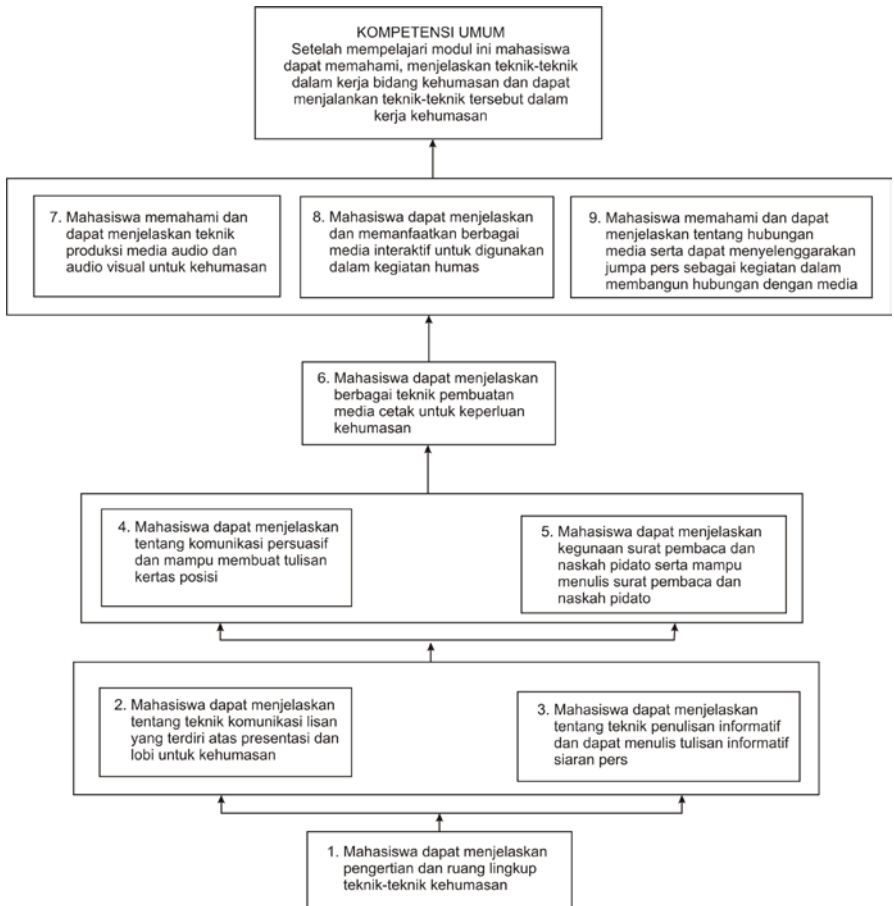 KOMPETENSI UMUM
Setelah mempelajari modul ini mahasiswa
dapat memahami, menjelaskan teknik-teknik
dalam kerja bidang kehumasan dan dapat
menjalankan teknik-teknik tersebut dalam
kerja kehumasan
7. Mahasiswa memahami dan
dapat menjelaskan teknik
produksi media audio dan
audio visual untuk kehumasan
8. Mahasiswa dapat menjelaskan
dan memanfaatkan berbagai
media interaktif untuk digunakan
dalam kegiatan humas
9. Mahasiswa memahami dan dapat
menjelaskan tentang hubungan
media serta dapat menyelenggarakan
jumpa pers sebagai kegiatan dalam
membangun hubungan dengan media
6. Mahasiswa dapat menjelaskan
berbagai teknik pembuatan
media cetak untuk keperluan
kehumasan
4. Mahasiswa dapat menjelaskan
tentang komunikasi persuasif
dan mampu membuat tulisan
kertas posisi
5. Mahasiswa dapat menjelaskan
kegunaan surat pembaca dan
naskah pidato serta mampu
menulis surat pembaca dan
naskah pidato
2. Mahasiswa dapat menjelaskan
tentang teknik komunikasi lisan
yang terdiri atas presentasi dan
lobi untuk kehumasan
3. Mahasiswa dapat menjelaskan
tentang teknik penulisan informatif
dan dapat menulis tulisan informatif
siaran pers
1. Mahasiswa dapat menjelaskan
pengertian dan ruang lingkup
teknik-teknik kehumasan